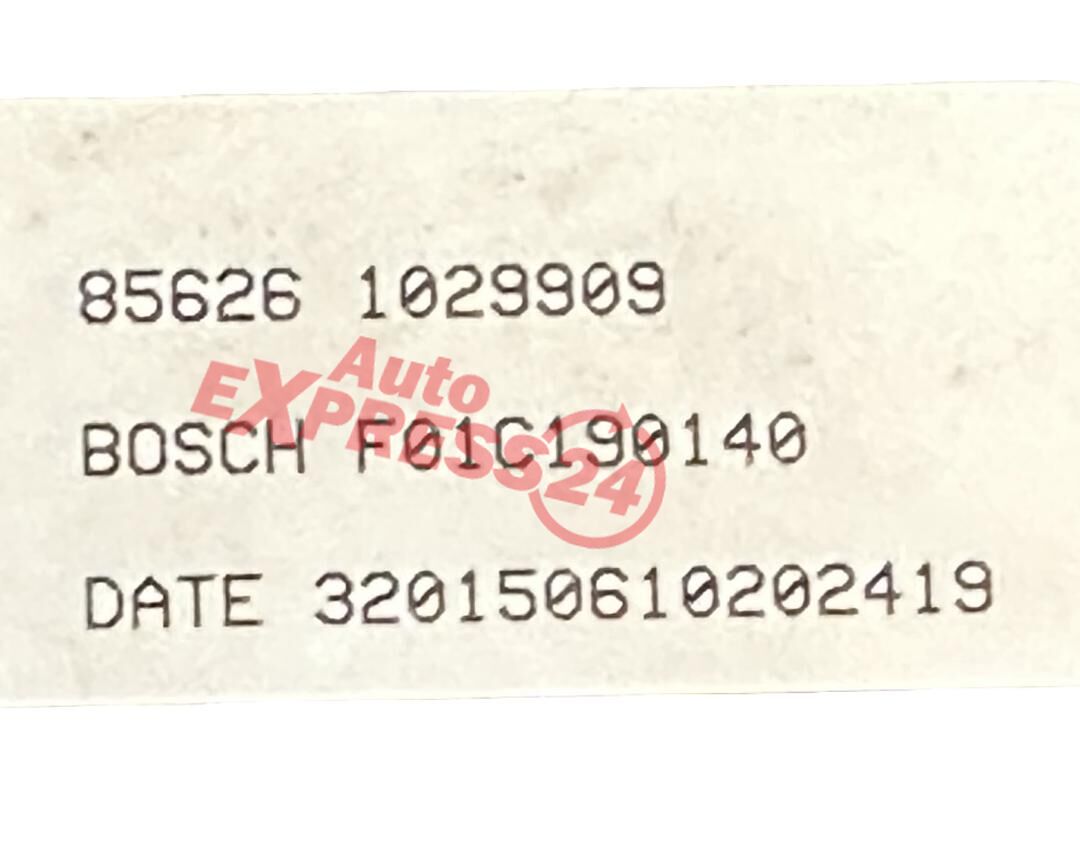 85626 1029909
Auto
EXPRESS24
BOSCH F01C190140
DATE 320150610202419